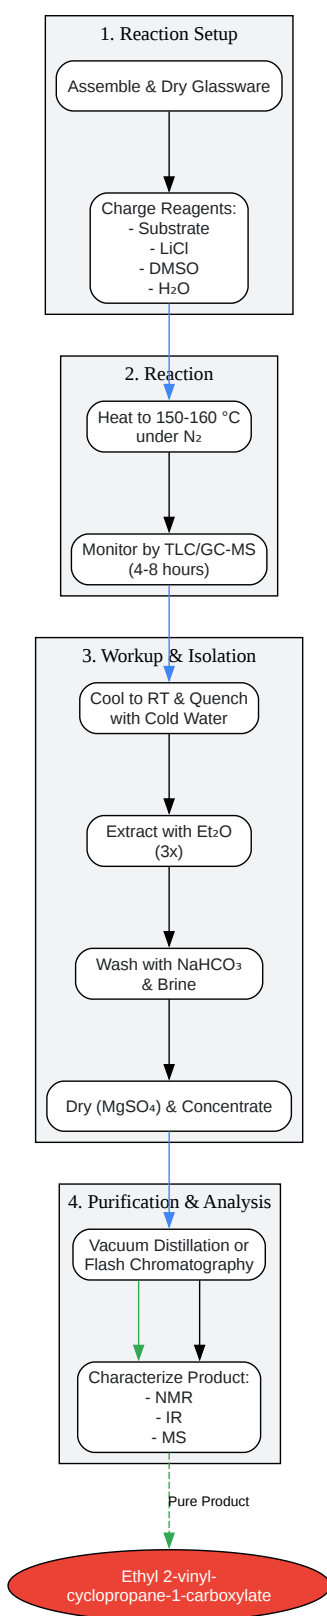 1. Reaction Setup
Assemble & Dry Glassware
Charge Reagents:
- Substrate
- LiCl
- DMSO
- H₂O
2. Reaction
Heat to 150-160 °C
under N₂
Monitor by TLC/GC-MS
(4-8 hours)
3. Workup & Isolation
Cool to RT & Quench
with Cold Water
Extract with Et₂O
(3x)
Wash with NaHCO₃
& Brine
Dry (MgSO₄) & Concentrate
4. Purification & Analysis
Vacuum Distillation or
Flash Chromatography
Characterize Product:
- NMR
- IR
- MS
Pure Product
Ethyl 2-vinyl-
cyclopropane-1-carboxylate